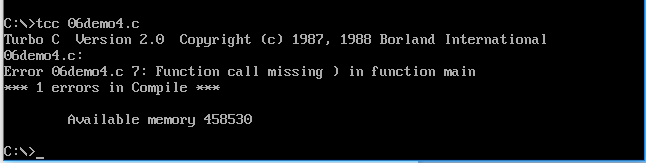 C:\>tcc 06demo4.c
Turbo C  Version 2.0  Copyright (c) 1987, 1988 Borland International
06demo4.c:
Error 06demo4.c 7: Function call missing ) in function main
*** 1 errors in Compile ***
Available memory 458530
C:\>_